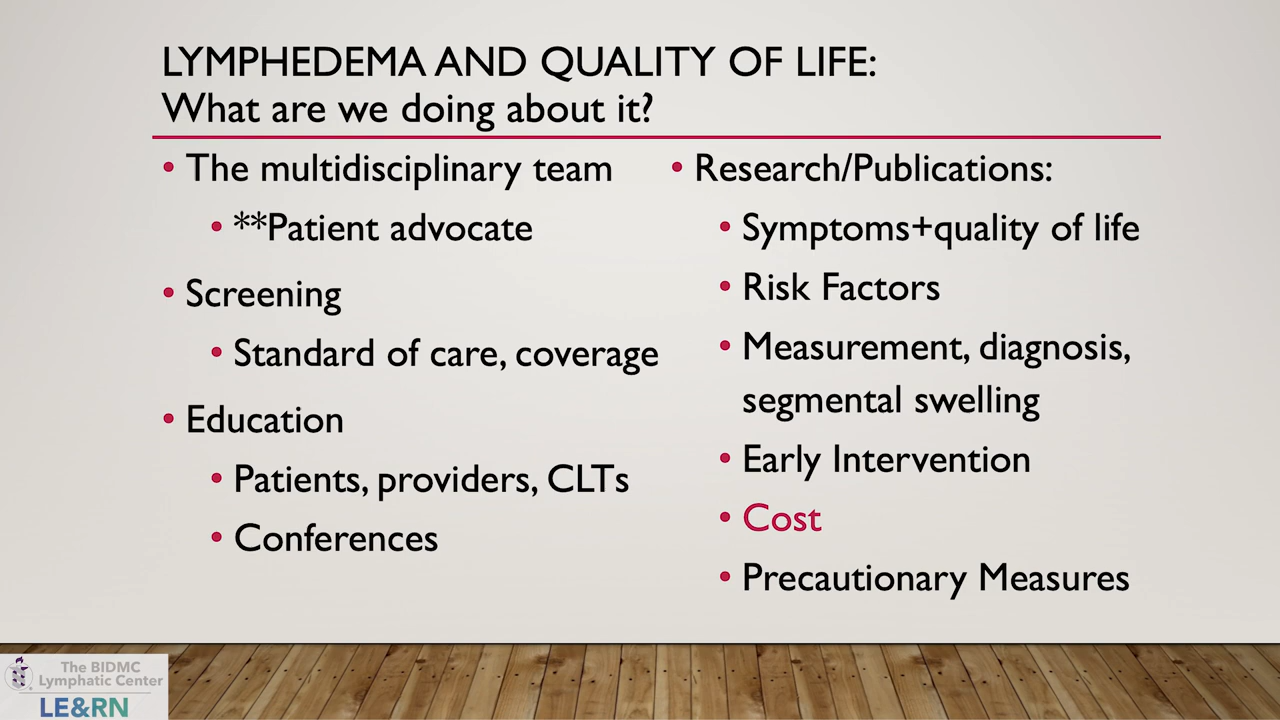 LYMPHEDEMA AND QUALITY OF LIFE:
What are we doing about it?
• The multidisciplinary team
• **Patient advocate
• Screening
• Standard of care, coverage
• Education
• Patients, providers, CLTs
• Conferences
• Research/Publications:
• Symptoms+quality of life
• Risk Factors
• Measurement, diagnosis,
segmental swelling
• Early Intervention
• Cost
• Precautionary Measures
The BIDMC
Lymphatic Center
LE&RN